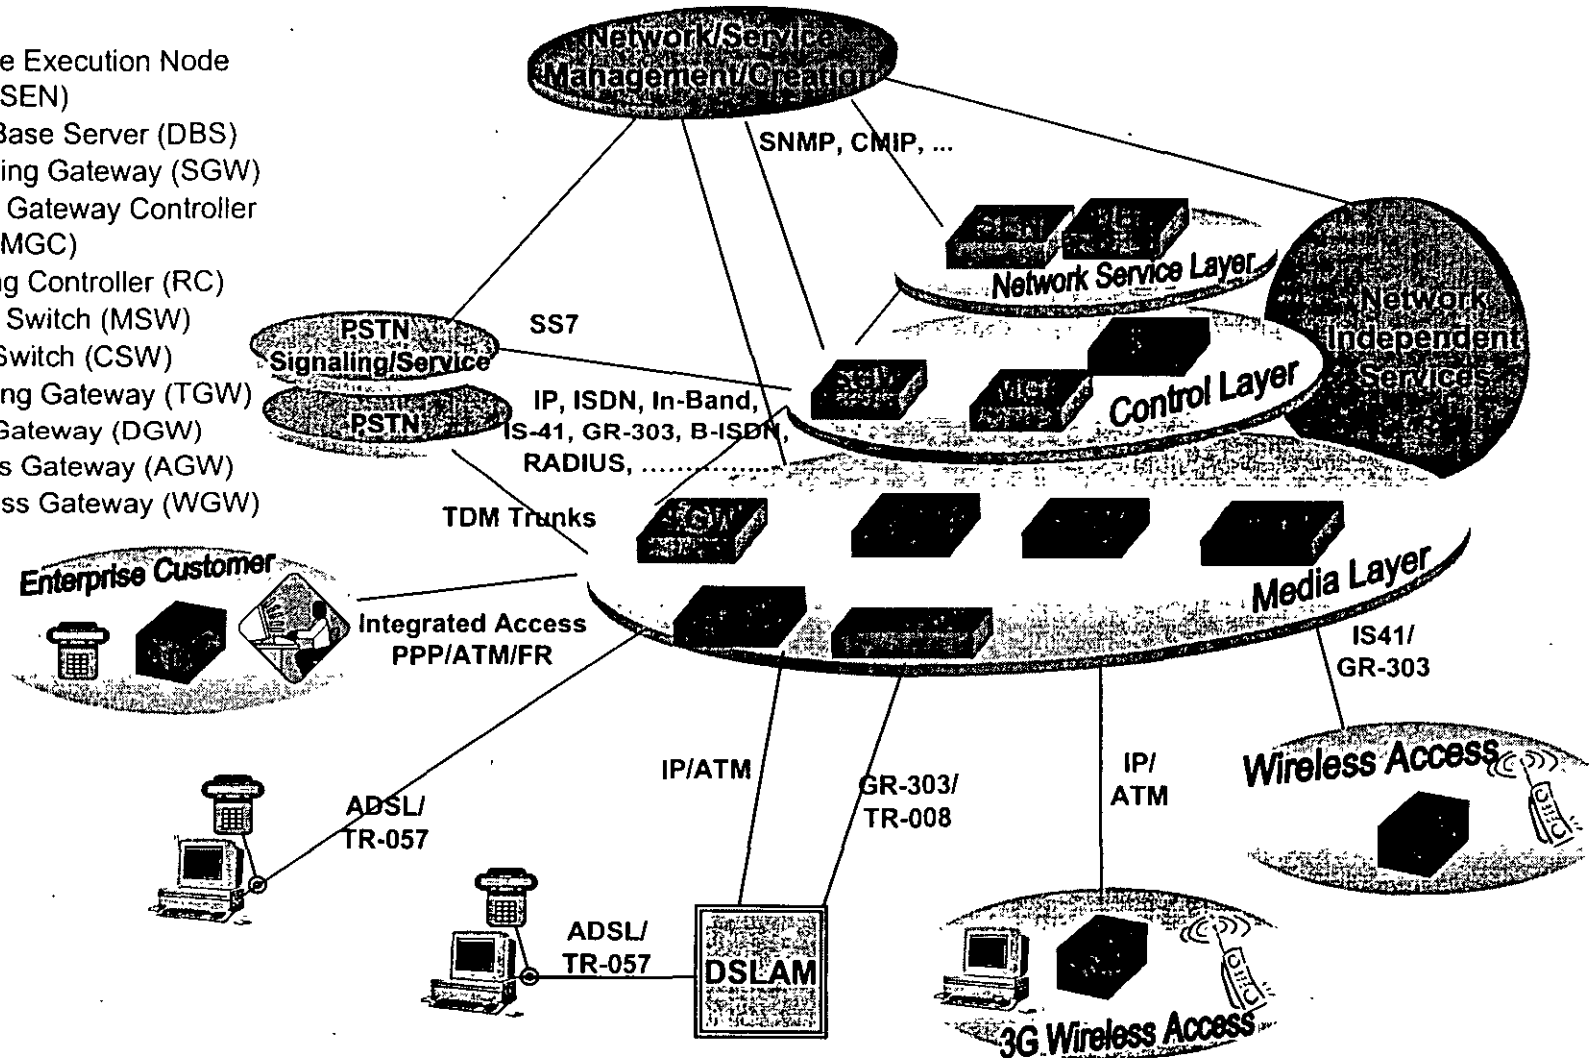 Network/Service
Management/Creation
e Execution Node
SEN)
Base Server (DBS)
ing Gateway (SGW)
Gateway Controller
MGC)
g Controller (RC)
Switch (MSW)
Switch (CSW)
ng Gateway (TGW)
Gateway (DGW)
s Gateway (AGW)
ss Gateway (WGW)
SNMP, CMIP, ...
SEN
Network Service Layer
Network
Independent
Services
PSTN
Signaling/Service
SS7
PSTN
IP, ISDN, In-Band,
IS-41, GR-303, B-ISDN,
RADIUS, ................
SGW
Control Layer
TDM Trunks
Media Layer
Enterprise Customer
Integrated Access
PPP/ATM/FR
IS41/
GR-303
Wireless Access
ADSL/
TR-057
IP/ATM
GR-303/
TR-008
IP/
ATM
ADSL/
TR-057
DSLAM
3G Wireless Access